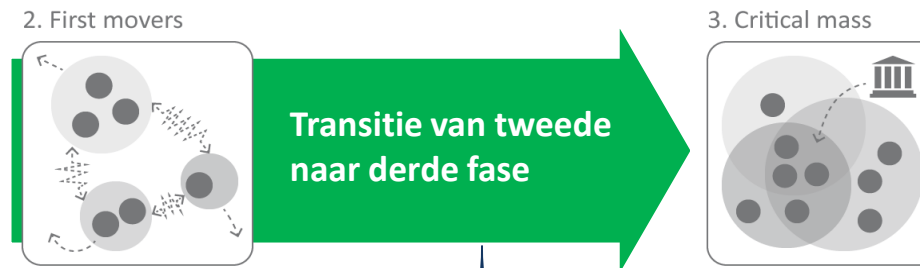 2. First movers
3. Critical mass
Transitie van tweede
naar derde fase